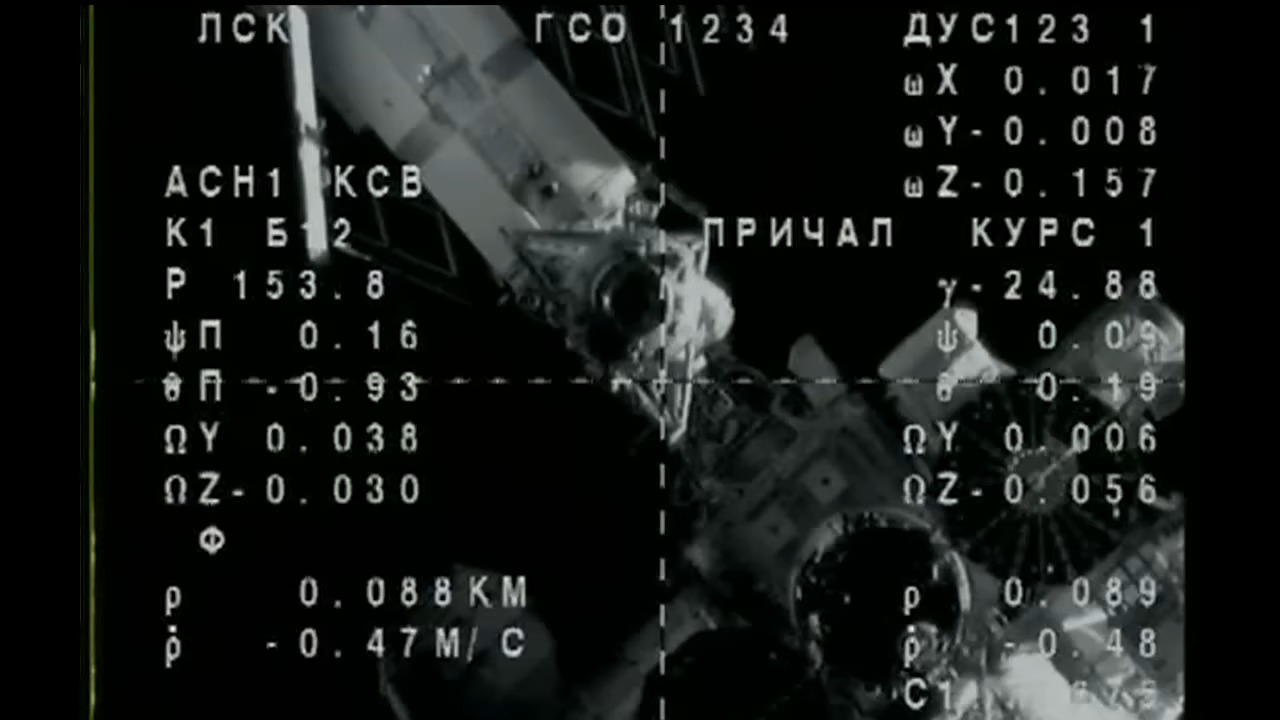 ЛСК ГСО 1234 ДУС123 1
ωX 0.017
ωY-0.008
АСН1 КСВ ωZ-0.157
К1 Б12 ПРИЧАЛ КУРС 1
Р 153.8 γ-24.88
ψП 0.16 ψ 0.09
θП -0.93 θ 0.19
ΩY 0.038 ΩY 0.006
ΩZ-0.030 ΩZ-0.056
Ф
ρ 0.088КМ ρ 0.089
ρ̇ -0.47М/С ρ̇ -0.48
С1